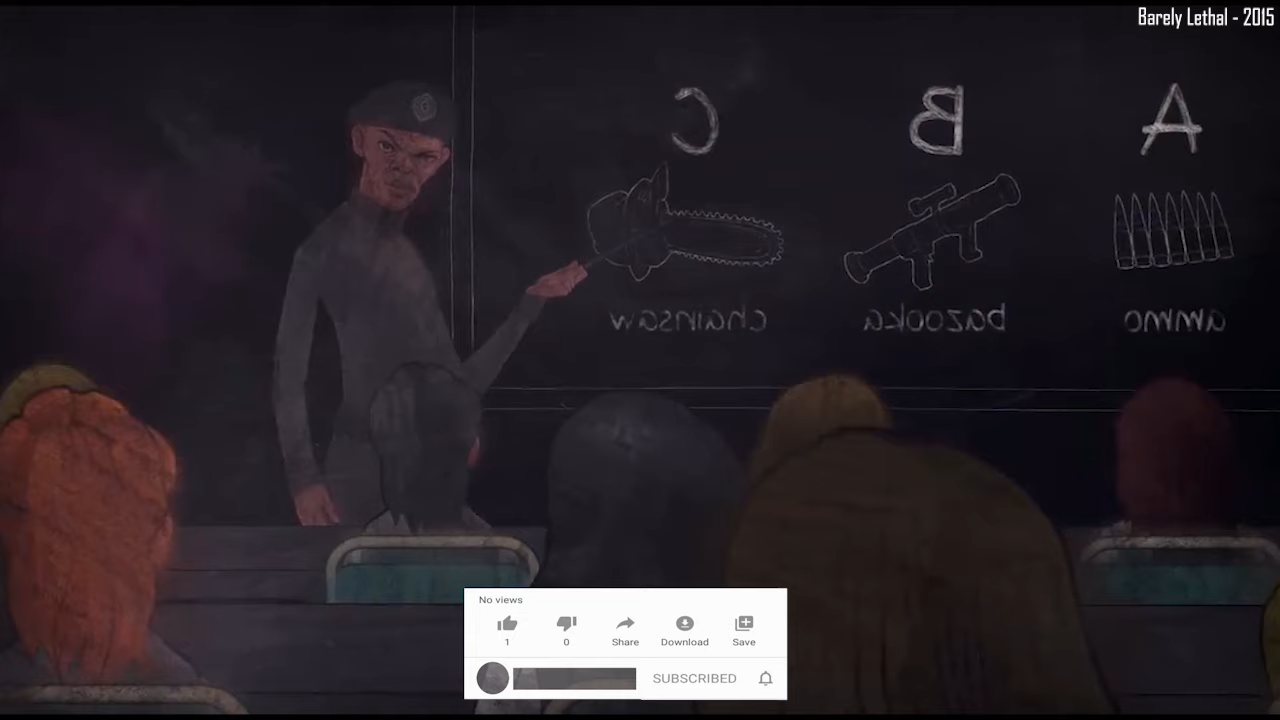 Barely Lethal - 2015
C B A
chainsaw bazooka ammo
No views
1 0 Share Download Save
SUBSCRIBED